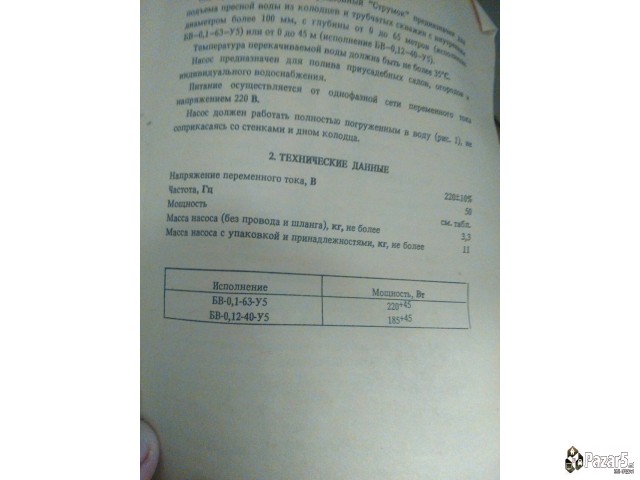 "Струмок" предназначен для
подъема пресной воды из колодцев и трубчатых скважин с внутренним
диаметром более 100 мм, с глубины от 0 до 65 метров (исполнение
БВ-0,1-63-У5) или от 0 до 45 м (исполнение БВ-0,12-40-У5).
Температура перекачиваемой воды должна быть не более 35°С.
Насос предназначен для полива приусадебных садов, огородов и
индивидуального водоснабжения.
Питание осуществляется от однофазной сети переменного тока
напряжением 220 В.
Насос должен работать полностью погруженным в воду (рис. 1), не
соприкасаясь со стенками и дном колодца.
2. ТЕХНИЧЕСКИЕ ДАННЫЕ
Напряжение переменного тока, В 220±10%
Частота, Гц 50
Мощность см. табл.
Масса насоса (без провода и шланга), кг, не более 3,3
Масса насоса с упаковкой и принадлежностями, кг, не более 11
Исполнение Мощность, Вт
БВ-0,1-63-У5 220+45
БВ-0,12-40-У5 185+45
Pazar5